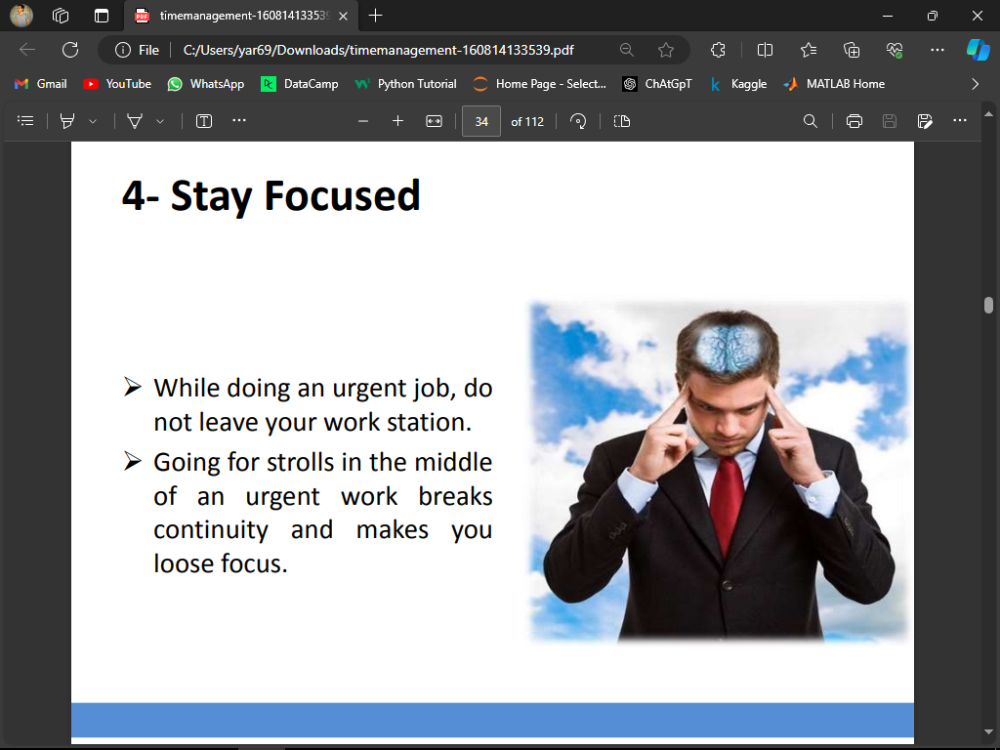 timemanagement-16081413353
File
C:/Users/yar69/Downloads/timemanagement-160814133539.pdf
Gmail
YouTube
WhatsApp
DataCamp
Python Tutorial
Home Page - Select...
ChAtGpT
Kaggle
MATLAB Home
34 of 112
4- Stay Focused
➢ While doing an urgent job, do
not leave your work station.
➢ Going for strolls in the middle
of an urgent work breaks
continuity and makes you
loose focus.